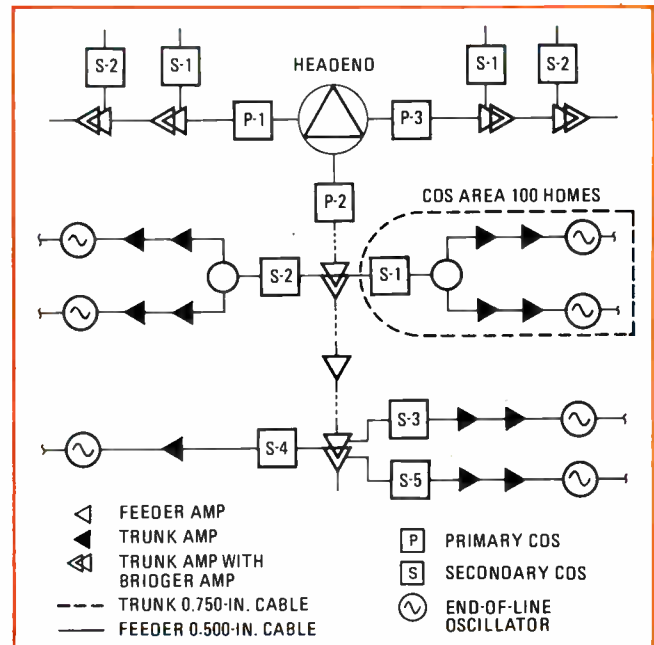 S-2
S-1
HEADEND
S-1
S-2
P-1
P-3
P-2
COS AREA 100 HOMES
S-2
S-1
S-4
S-3
S-5
FEEDER AMP
TRUNK AMP
TRUNK AMP WITH
BRIDGER AMP
TRUNK 0.750-IN. CABLE
FEEDER 0.500-IN. CABLE
P PRIMARY COS
S SECONDARY COS
END-OF-LINE
OSCILLATOR